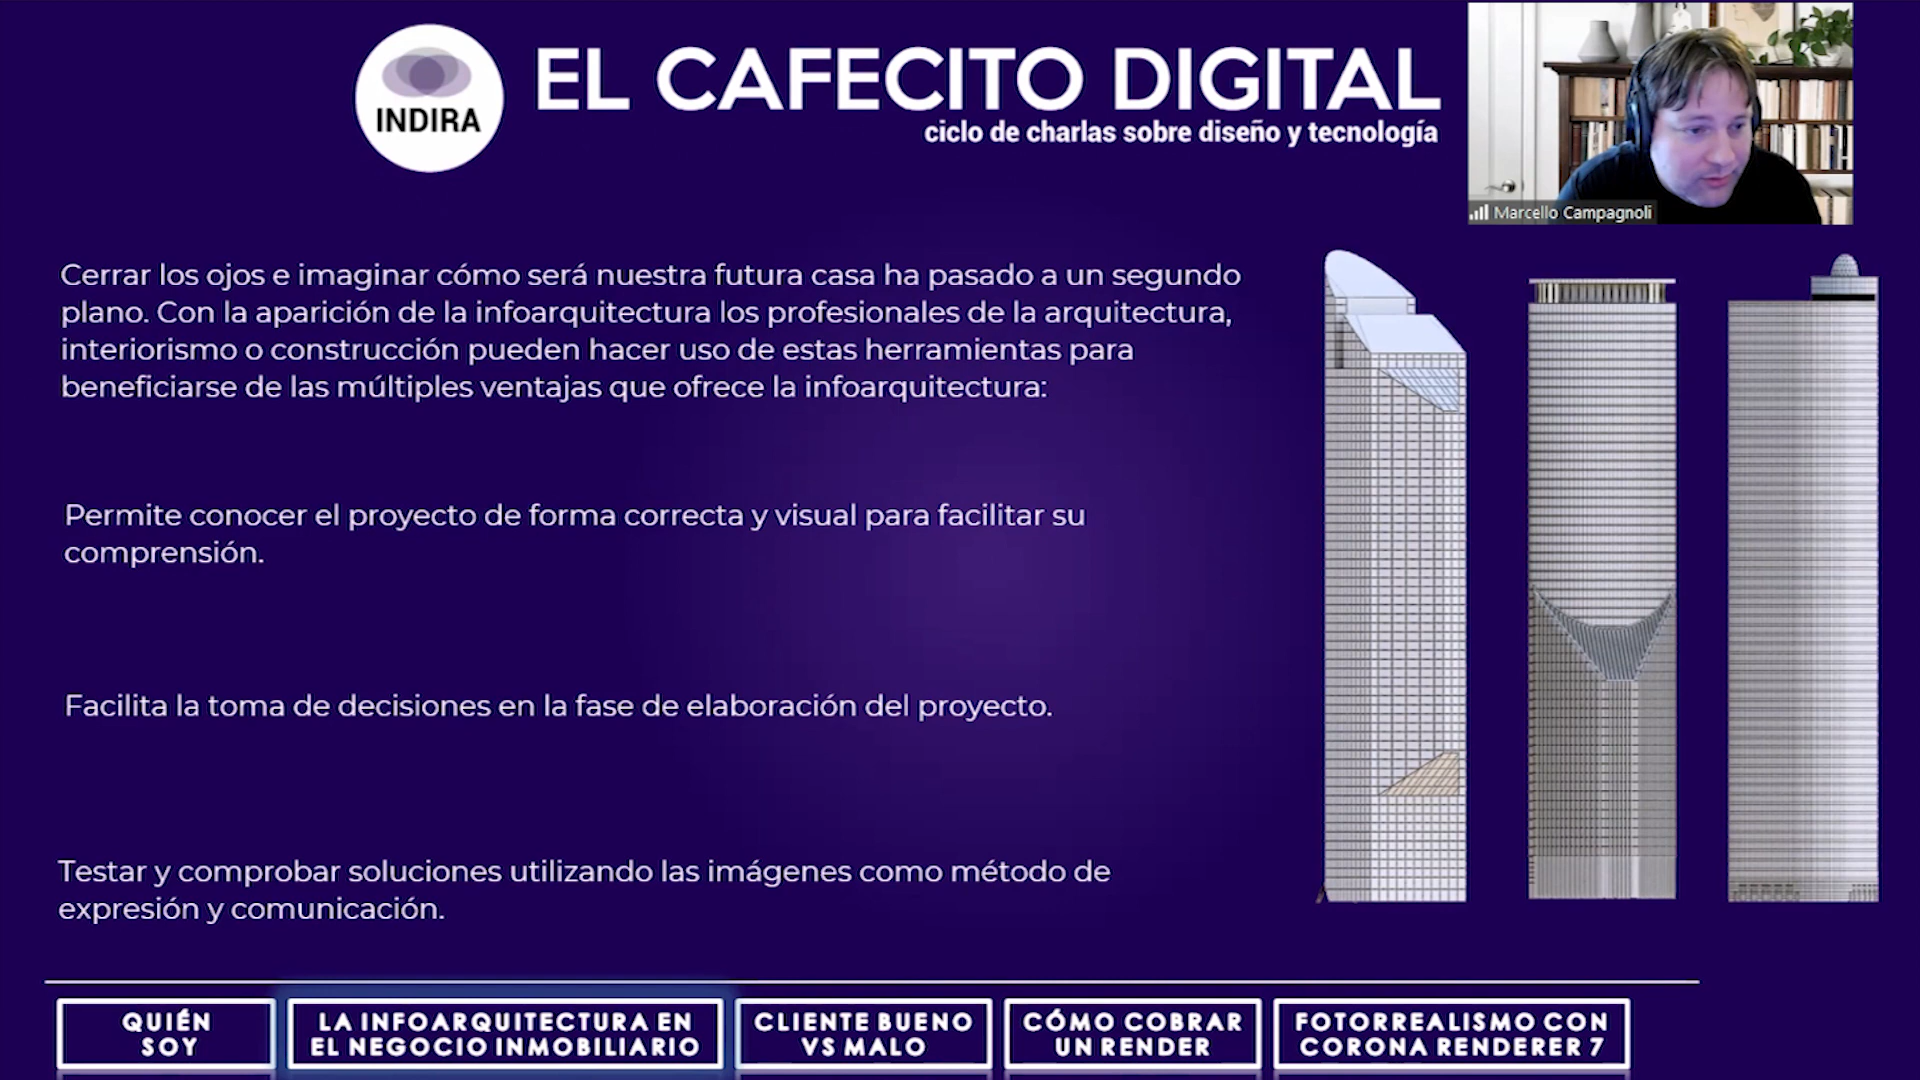 INDIRA
EL CAFECITO DIGITAL
ciclo de charlas sobre diseño y tecnología
Marcello Campagnoli
Cerrar los ojos e imaginar cómo será nuestra futura casa ha pasado a un segundo
plano. Con la aparición de la infoarquitectura los profesionales de la arquitectura,
interiorismo o construcción pueden hacer uso de estas herramientas para
beneficiarse de las múltiples ventajas que ofrece la infoarquitectura:
Permite conocer el proyecto de forma correcta y visual para facilitar su
comprensión.
Facilita la toma de decisiones en la fase de elaboración del proyecto.
Testar y comprobar soluciones utilizando las imágenes como método de
expresión y comunicación.
QUIÉN
SOY
LA INFOARQUITECTURA EN
EL NEGOCIO INMOBILIARIO
CLIENTE BUENO
VS MALO
CÓMO COBRAR
UN RENDER
FOTORREALISMO CON
CORONA RENDERER 7